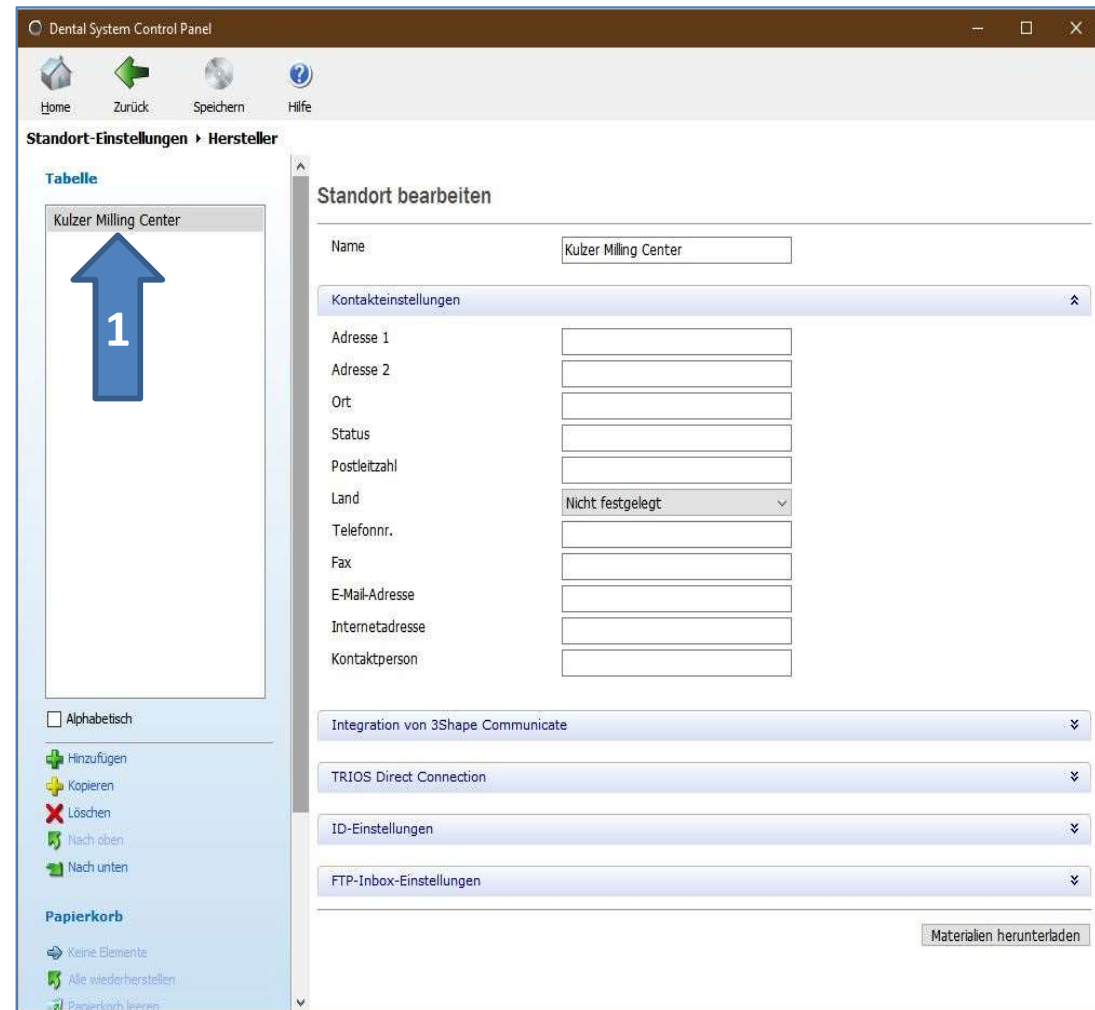 Dental System Control Panel
Home Zurück Speichern Hilfe
Standort-Einstellungen Hersteller
Tabelle
Kulzer Milling Center
1
Alphabetisch
Hinzufügen
Kopieren
Löschen
Nach oben
Nach unten
Papierkorb
Keine Elemente
Alle wiederherstellen
Papierkorb leeren
Standort bearbeiten
Name Kulzer Milling Center
Kontakteinstellungen
Adresse 1
Adresse 2
Ort
Status
Postleitzahl
Land Nicht festgelegt
Telefonnr.
Fax
E-Mail-Adresse
Internetadresse
Kontaktperson
Integration von 3Shape Communicate
TRIOS Direct Connection
ID-Einstellungen
FTP-Inbox-Einstellungen
Materialien herunterladen